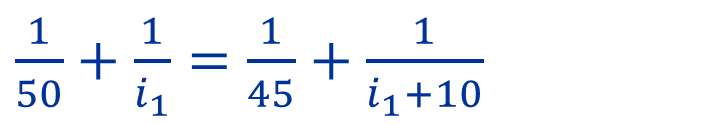 1/50 + 1/i₁ = 1/45 + 1/(i₁+10)